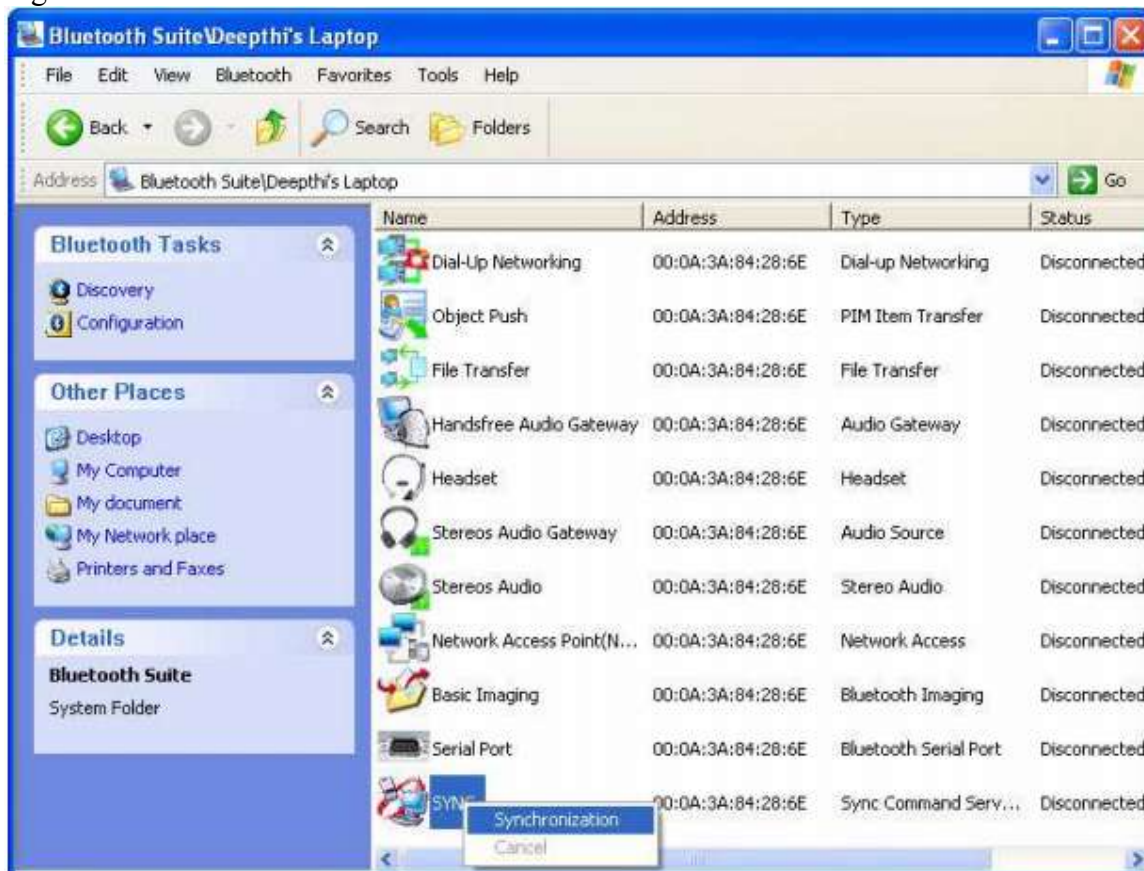 Bluetooth Suite\Deepthi's Laptop
File Edit View Bluetooth Favorites Tools Help
Back Search Folders
Address Bluetooth Suite\Deepthi's Laptop Go
Bluetooth Tasks
Discovery
Configuration
Other Places
Desktop
My Computer
My document
My Network place
Printers and Faxes
Details
Bluetooth Suite
System Folder
Name Address Type Status
Dial-Up Networking 00:0A:3A:84:28:6E Dial-up Networking Disconnected
Object Push 00:0A:3A:84:28:6E PIM Item Transfer Disconnected
File Transfer 00:0A:3A:84:28:6E File Transfer Disconnected
Handsfree Audio Gateway 00:0A:3A:84:28:6E Audio Gateway Disconnected
Headset 00:0A:3A:84:28:6E Headset Disconnected
Stereos Audio Gateway 00:0A:3A:84:28:6E Audio Source Disconnected
Stereos Audio 00:0A:3A:84:28:6E Stereo Audio Disconnected
Network Access Point(N... 00:0A:3A:84:28:6E Network Access Disconnected
Basic Imaging 00:0A:3A:84:28:6E Bluetooth Imaging Disconnected
Serial Port 00:0A:3A:84:28:6E Bluetooth Serial Port Disconnected
SYNC 00:0A:3A:84:28:6E Sync Command Serv... Disconnected
Synchronization
Cancel